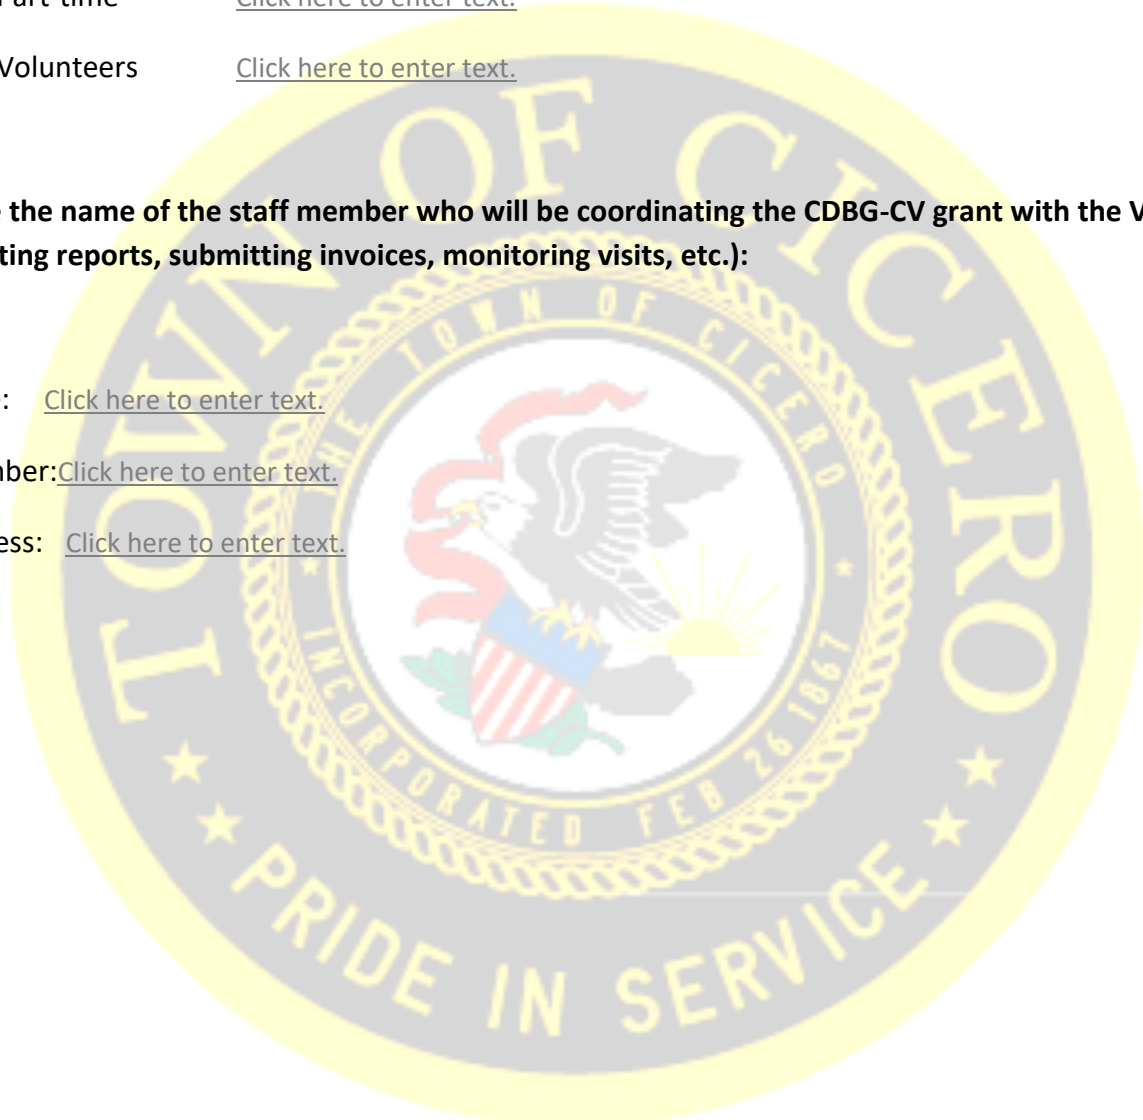 Part-time Click here to enter text.
Volunteers Click here to enter text.
the name of the staff member who will be coordinating the CDBG-CV grant with the V
ting reports, submitting invoices, monitoring visits, etc.):
: Click here to enter text.
ber:Click here to enter text.
ess: Click here to enter text.
TOWN OF CICERO
PRIDE IN SERVICE
THE TOWN OF CICERO
INCORPORATED FEB 26 1867